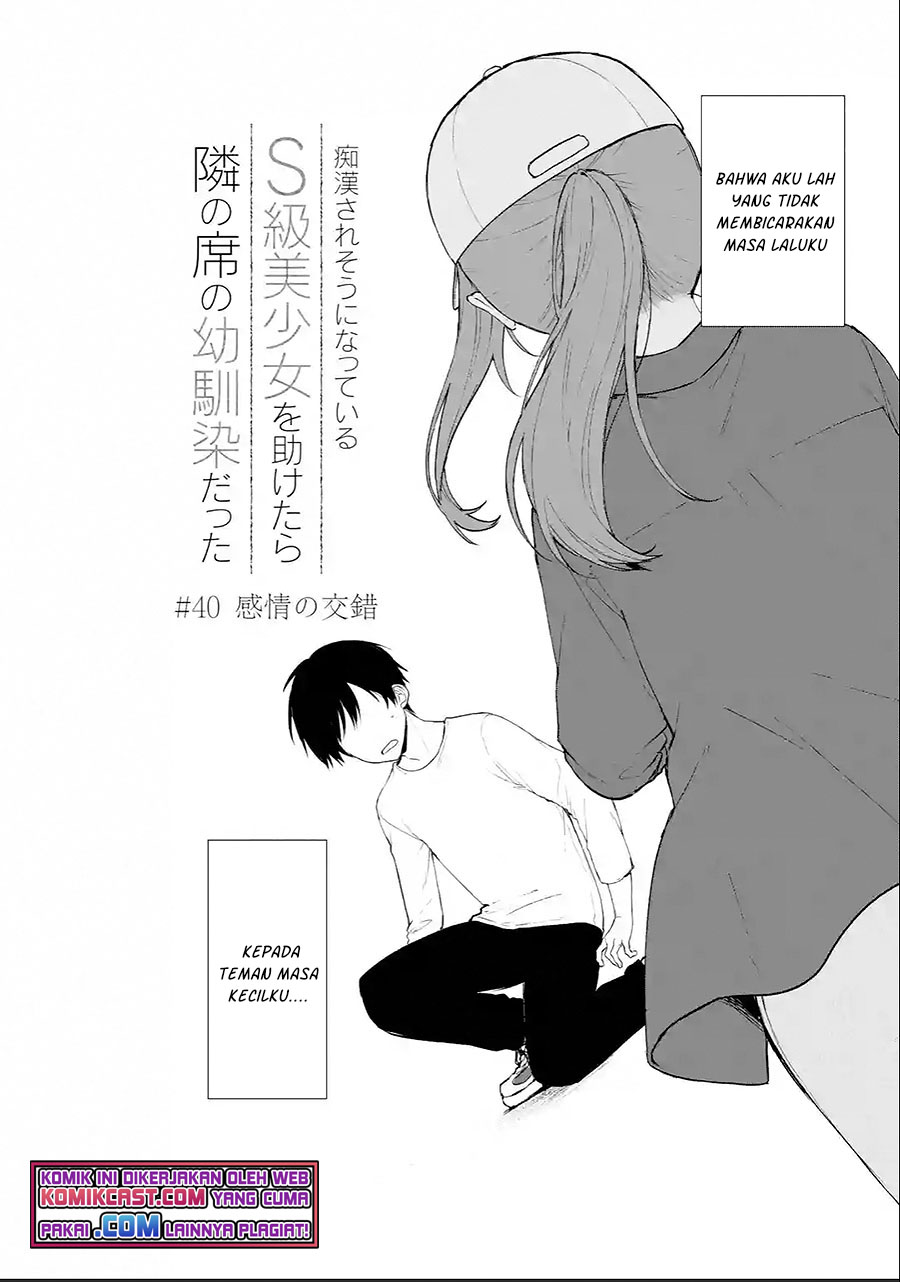 BAHWA AKU LAH
YANG TIDAK
MEMBICARAKAN
MASA LALUKU
痴漢されそうになっている
S級美少女を助けたら
隣の席の幼馴染だった
#40 感情の交錯
KEPADA
TEMAN MASA
KECILKU....
KOMIK INI DIKERJAKAN OLEH WEB
KOMIKCAST.COM YANG CUMA
PAKAI .COM LAINNYA PLAGIAT!